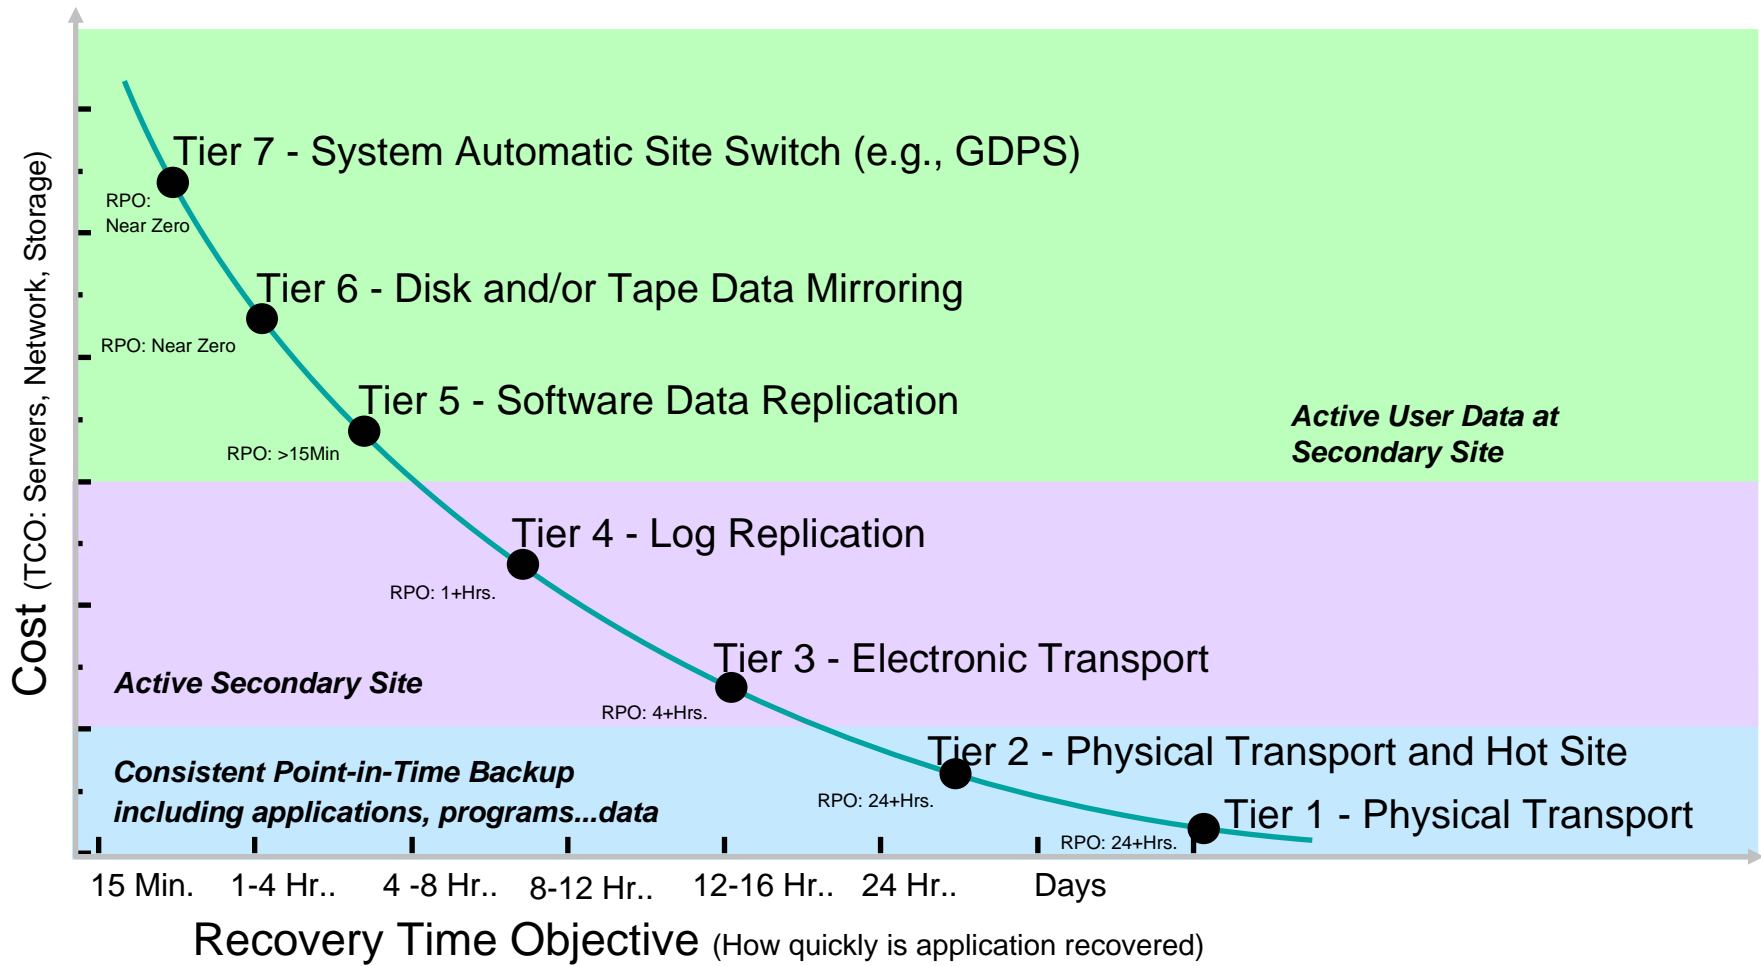 Tier 7 - System Automatic Site Switch (e.g., GDPS)
RPO:
Near Zero
Tier 6 - Disk and/or Tape Data Mirroring
RPO: Near Zero
Tier 5 - Software Data Replication
RPO: >15Min
Active User Data at
Secondary Site
Tier 4 - Log Replication
RPO: 1+Hrs.
Tier 3 - Electronic Transport
RPO: 4+Hrs.
Active Secondary Site
Tier 2 - Physical Transport and Hot Site
RPO: 24+Hrs.
Consistent Point-in-Time Backup
including applications, programs...data
Tier 1 - Physical Transport
RPO: 24+Hrs.
Cost (TCO: Servers, Network, Storage)
15 Min. 1-4 Hr.. 4 -8 Hr.. 8-12 Hr.. 12-16 Hr.. 24 Hr.. Days
Recovery Time Objective (How quickly is application recovered)